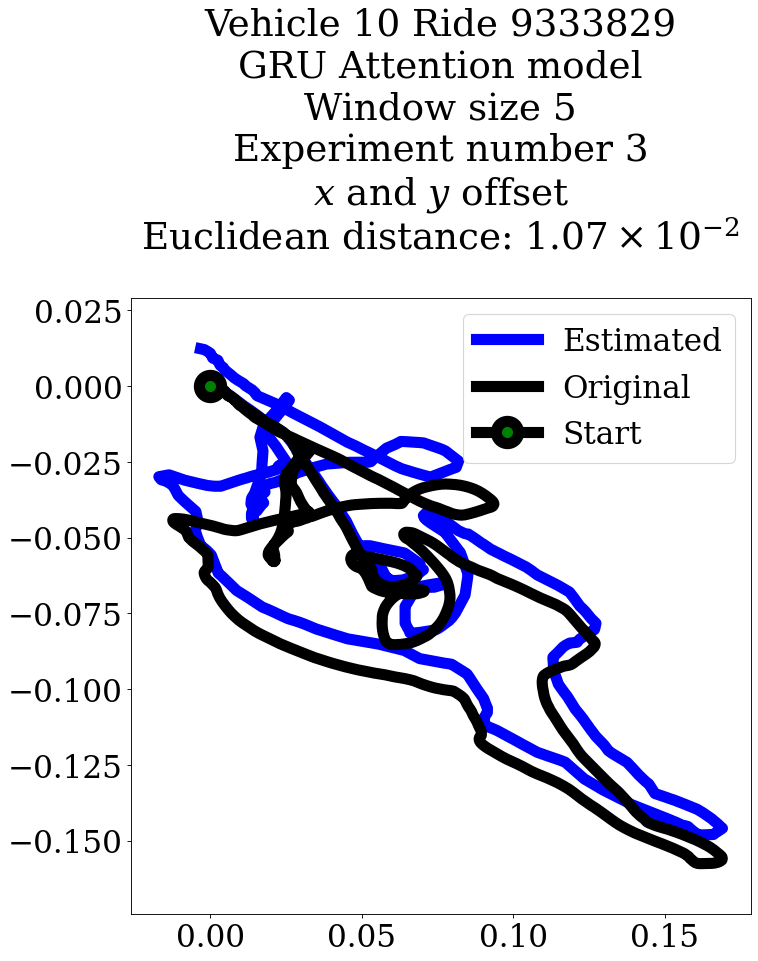 Vehicle 10 Ride 9333829
GRU Attention model
Window size 5
Experiment number 3
x and y offset
Euclidean distance: 1.07 × 10⁻²
Estimated
Original
Start
0.025
0.000
−0.025
−0.050
−0.075
−0.100
−0.125
−0.150
0.00 0.05 0.10 0.15